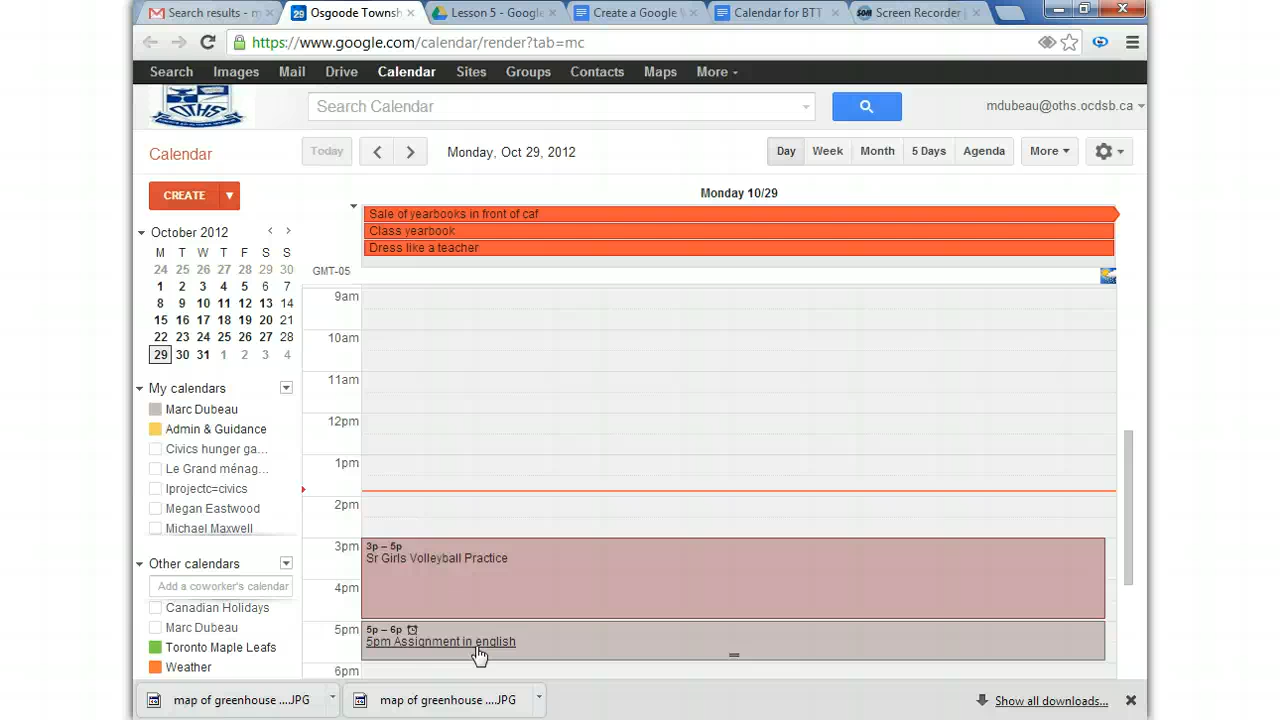 Search results - m
29 Osgoode Townsh
Lesson 5 - Google
Create a Google
Calendar for BTT
Screen Recorder
https://www.google.com/calendar/render?tab=mc
Search Images Mail Drive Calendar Sites Groups Contacts Maps More
OTHS
Search Calendar
mdubeau@oths.ocdsb.ca
Calendar
Today
Monday, Oct 29, 2012
Day Week Month 5 Days Agenda More
CREATE
Monday 10/29
Sale of yearbooks in front of caf
Class yearbook
Dress like a teacher
GMT-05
October 2012
M T W T F S S
24 25 26 27 28 29 30
1 2 3 4 5 6 7
8 9 10 11 12 13 14
15 16 17 18 19 20 21
22 23 24 25 26 27 28
29 30 31 1 2 3 4
My calendars
Marc Dubeau
Admin & Guidance
Civics hunger ga...
Le Grand ménag...
Iprojectc=civics
Megan Eastwood
Michael Maxwell
Other calendars
Add a coworker's calendar
Canadian Holidays
Marc Dubeau
Toronto Maple Leafs
Weather
9am
10am
11am
12pm
1pm
2pm
3pm
3p – 5p
Sr Girls Volleyball Practice
4pm
5pm
5p – 6p
5pm Assignment in english
6pm
map of greenhouse ....JPG
map of greenhouse ....JPG
Show all downloads...